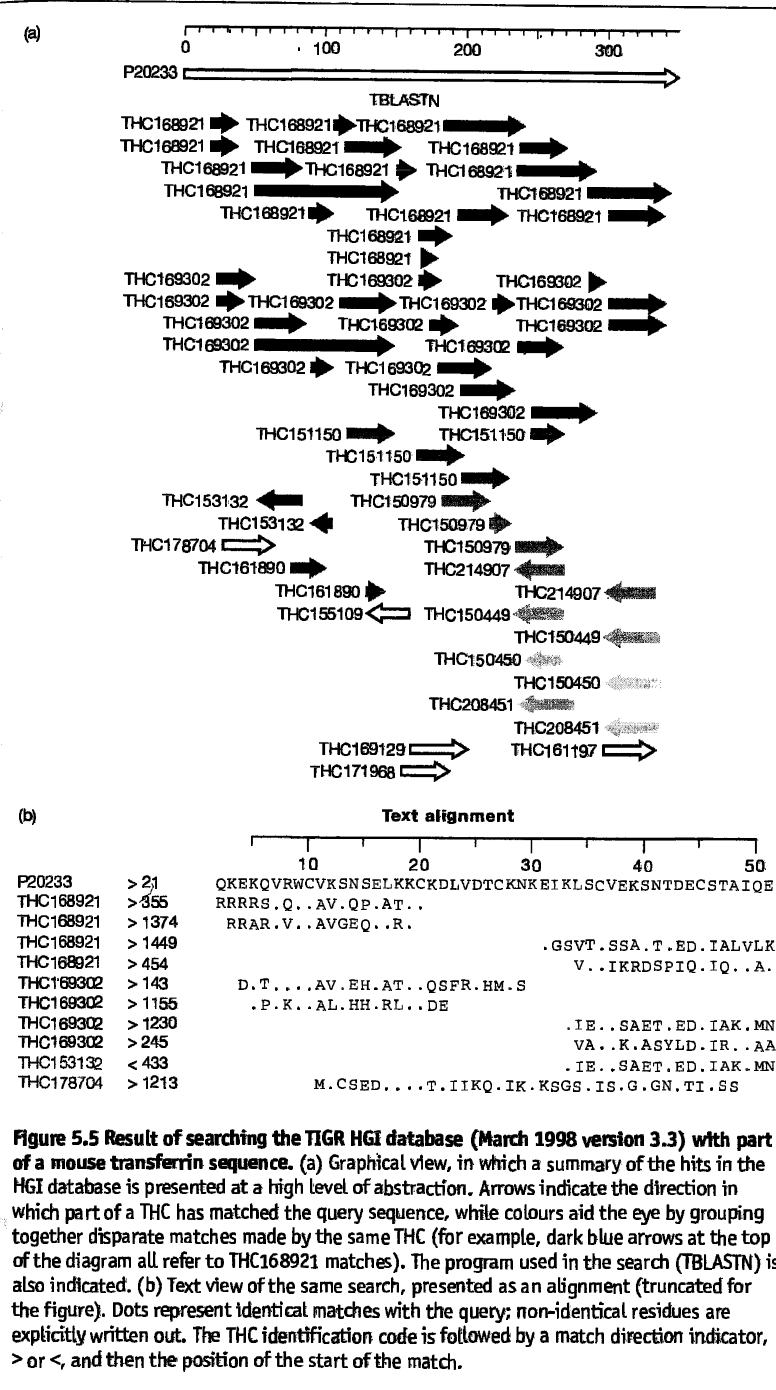 (a)
0 100 200 300
P20233
TBLASTN
THC168921 THC168921 THC168921
THC168921 THC168921 THC168921
THC168921 THC168921 THC168921
THC168921 THC168921
THC168921 THC168921 THC168921
THC168921
THC168921
THC169302 THC169302 THC169302
THC169302 THC169302 THC169302 THC169302
THC169302 THC169302 THC169302
THC169302 THC169302
THC169302 THC169302
THC169302
THC169302
THC151150 THC151150
THC151150
THC151150
THC153132 THC150979
THC153132 THC150979
THC178704 THC150979
THC161890 THC214907
THC161890 THC214907
THC155109 THC150449
THC150449
THC150450
THC150450
THC208451
THC208451
THC169129 THC161197
THC171968
(b) Text alignment
10 20 30 40 50
P20233 > 21 QKEKQVRWCVKSNSELKKCKDLVDTCKNKEIKLSCVEKSNTDECSTAIQE
THC168921 > 355 RRRRS.Q..AV.QP.AT..
THC168921 > 1374 RRAR.V..AVGEQ..R.
THC168921 > 1449 .GSVT.SSA.T.ED.IALVLK
THC168921 > 454 V..IKRDSPIQ.IQ..A.
THC169302 > 143 D.T....AV.EH.AT..QSFR.HM.S
THC169302 > 1155 .P.K..AL.HH.RL..DE
THC169302 > 1230 .IE..SAET.ED.IAK.MN
THC169302 > 245 VA..K.ASYLD.IR..AA
THC153132 < 433 .IE..SAET.ED.IAK.MN
THC178704 > 1213 M.CSED....T.IIKQ.IK.KSGS.IS.G.GN.TI.SS
Figure 5.5 Result of searching the TIGR HGI database (March 1998 version 3.3) with part
of a mouse transferrin sequence. (a) Graphical view, in which a summary of the hits in the
HGI database is presented at a high level of abstraction. Arrows indicate the direction in
which part of a THC has matched the query sequence, while colours aid the eye by grouping
together disparate matches made by the same THC (for example, dark blue arrows at the top
of the diagram all refer to THC168921 matches). The program used in the search (TBLASTN) is
also indicated. (b) Text view of the same search, presented as an alignment (truncated for
the figure). Dots represent identical matches with the query; non-identical residues are
explicitly written out. The THC identification code is followed by a match direction indicator,
> or <, and then the position of the start of the match.